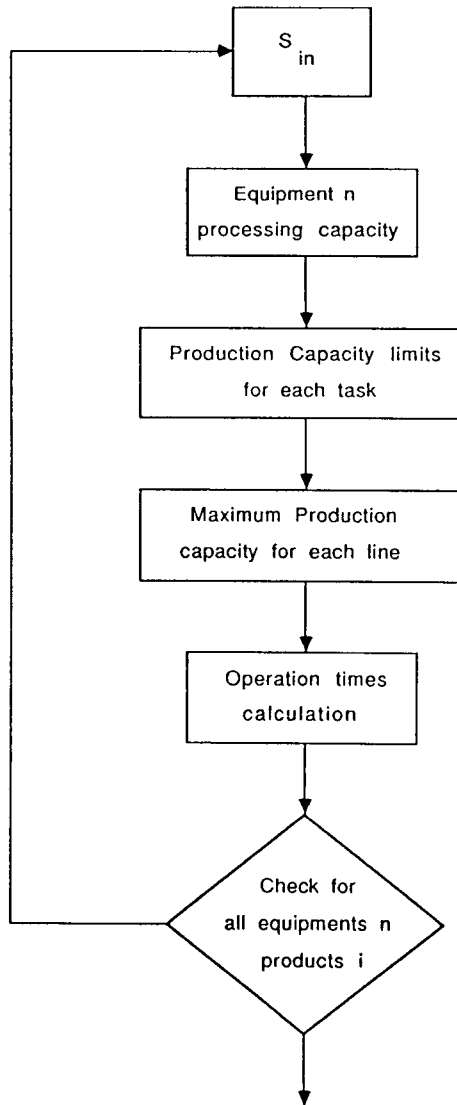 S in
Equipment n
processing capacity
Production Capacity limits
for each task
Maximum Production
capacity for each line
Operation times
calculation
Check for
all equipments n
products i